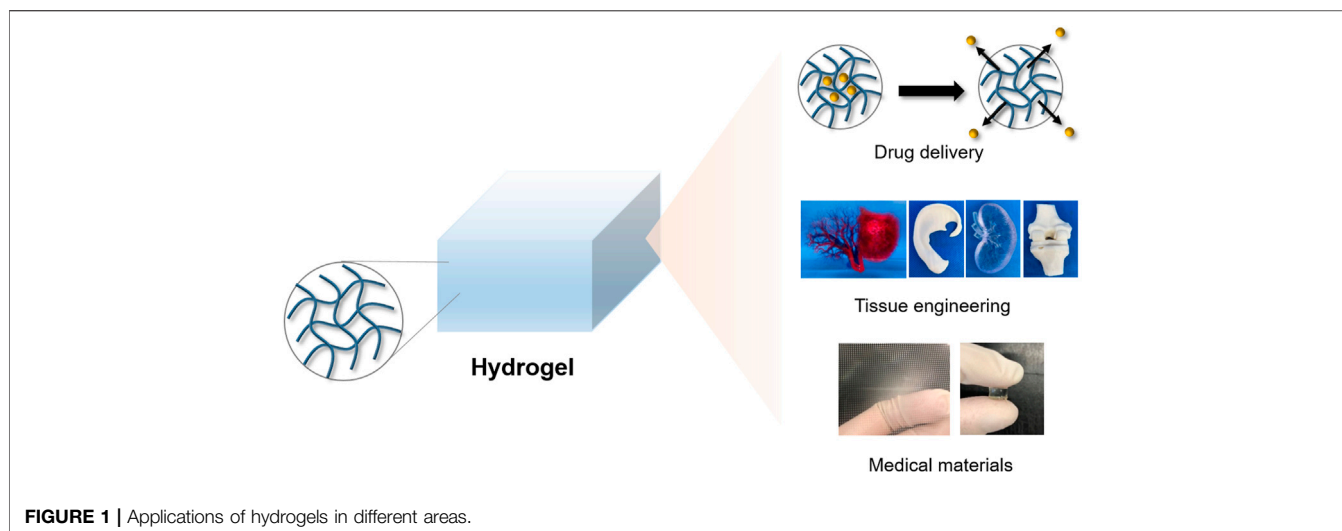 Drug delivery
Tissue engineering
Hydrogel
Medical materials
FIGURE 1 | Applications of hydrogels in different areas.